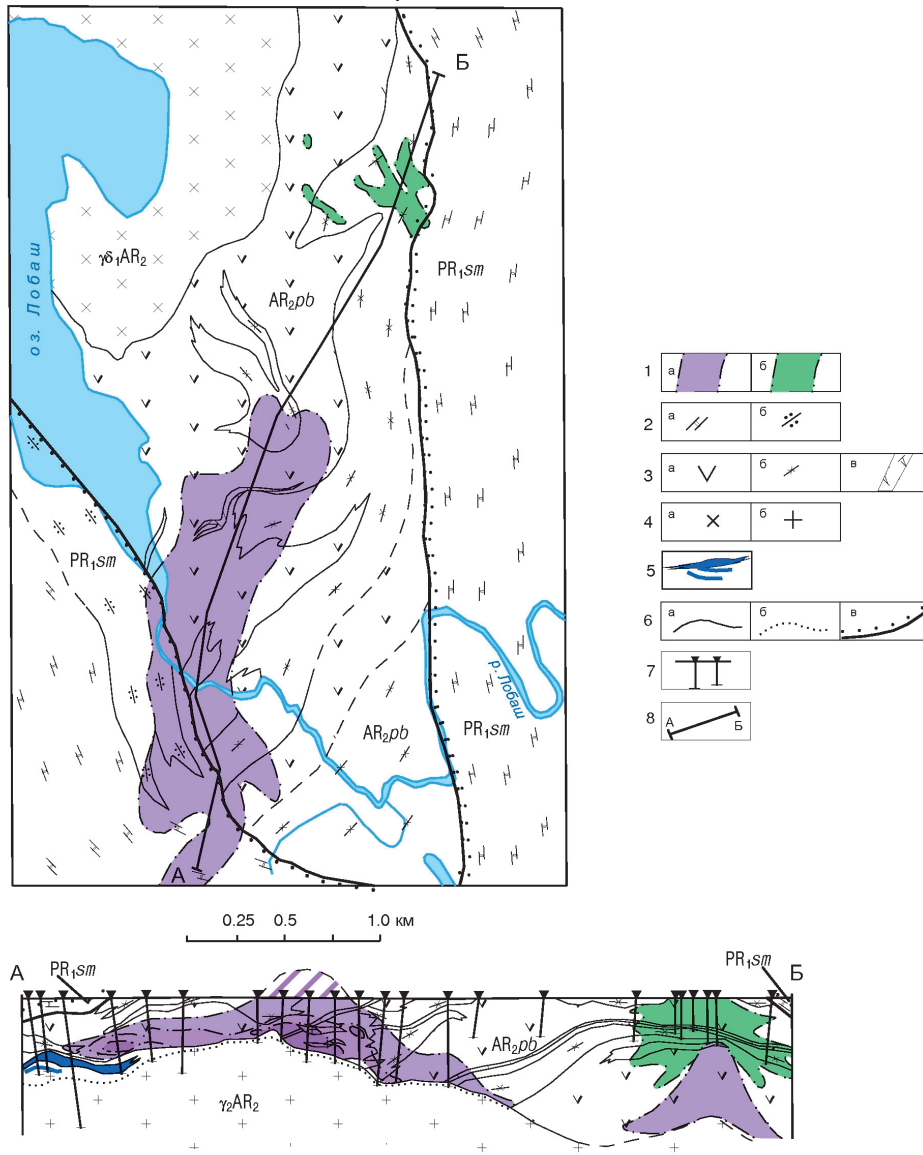 Б
γδ₁AR₂
оз. Лобаш
AR₂pb
PR₁sm
PR₁sm
р. Лобаш
AR₂pb
PR₁sm
А
1 а б
2 а б
3 а б в
4 а б
5
6 а б в
7
8 А Б
0.25 0.5 1.0 км
А PR₁sm PR₁sm Б
AR₂pb
γ₂AR₂